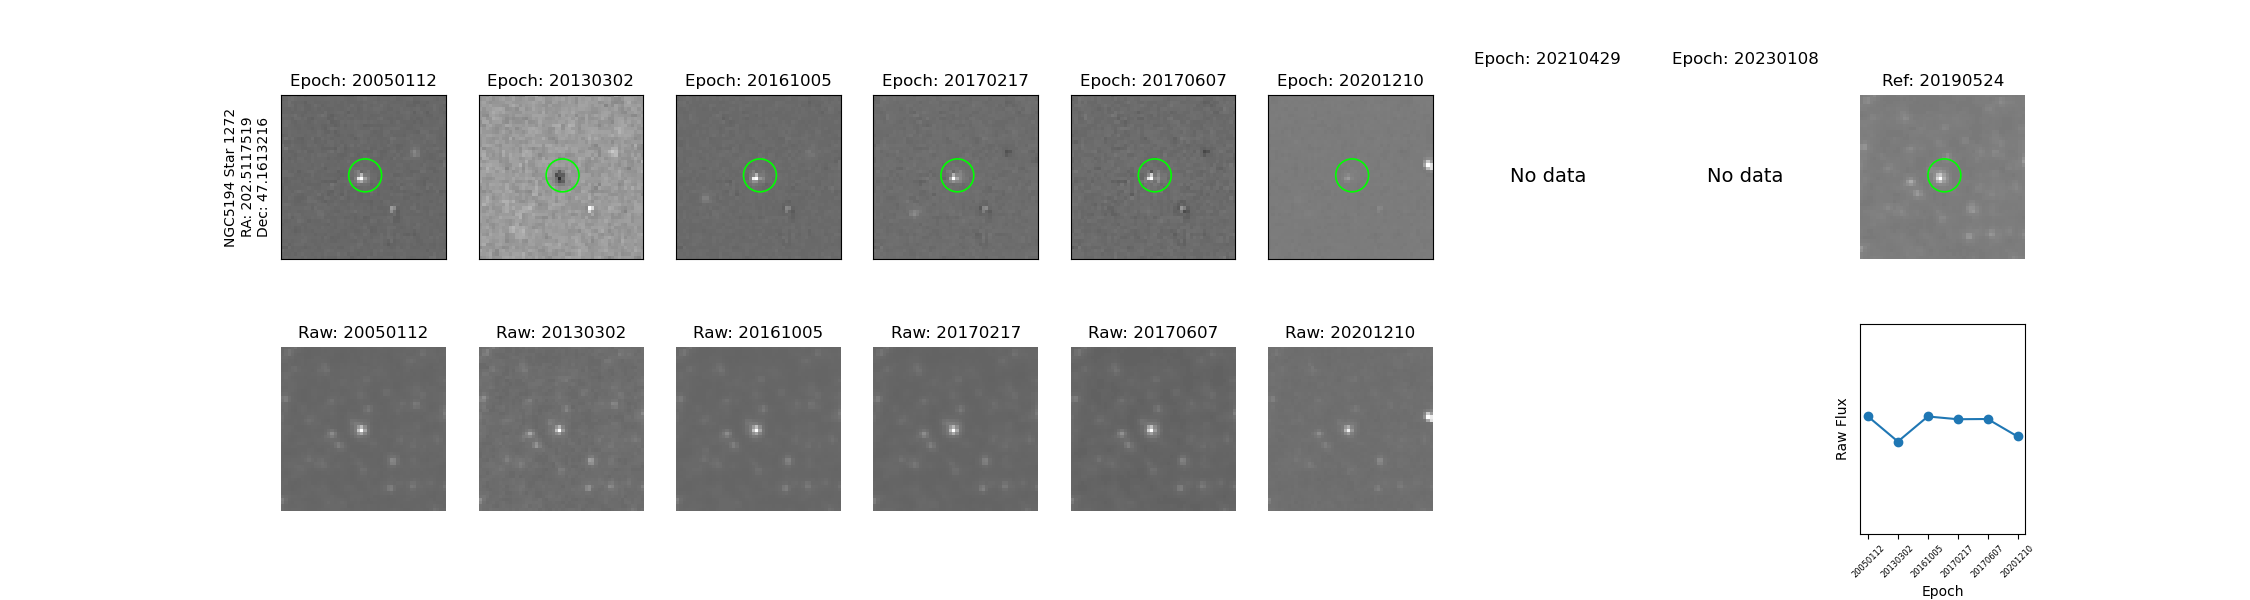 Epoch: 20210429
Epoch: 20230108
Epoch: 20050112
Epoch: 20130302
Epoch: 20161005
Epoch: 20170217
Epoch: 20170607
Epoch: 20201210
Ref: 20190524
NGC5194 Star 1272
RA: 202.5117519
Dec: 47.1613216
No data
No data
Raw: 20050112
Raw: 20130302
Raw: 20161005
Raw: 20170217
Raw: 20170607
Raw: 20201210
Raw Flux
20050112
20130302
20161005
20170217
20170607
20201210
Epoch